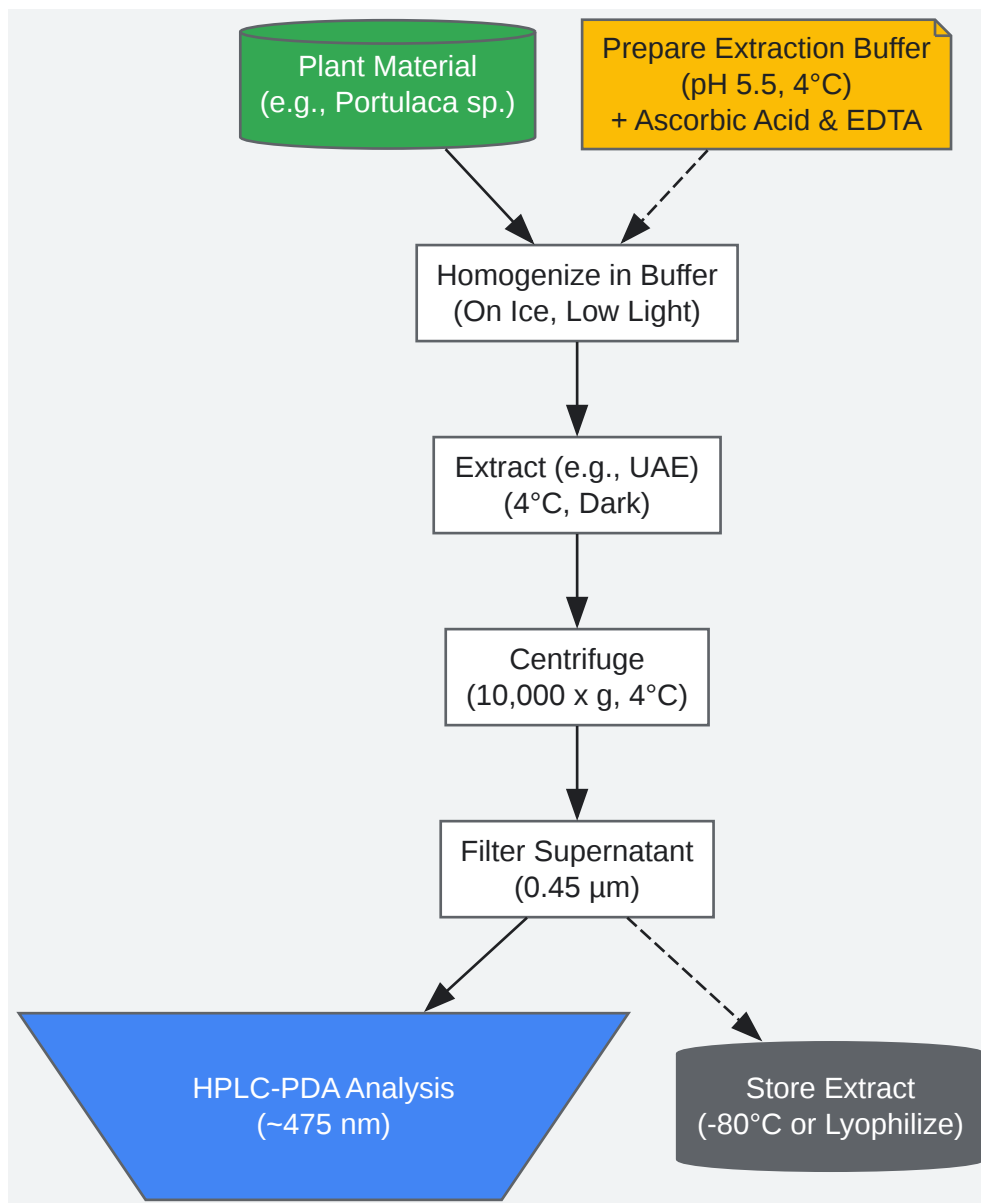 Plant Material
(e.g., Portulaca sp.)
Prepare Extraction Buffer
(pH 5.5, 4°C)
+ Ascorbic Acid & EDTA
Homogenize in Buffer
(On Ice, Low Light)
Extract (e.g., UAE)
(4°C, Dark)
Centrifuge
(10,000 x g, 4°C)
Filter Supernatant
(0.45 µm)
HPLC-PDA Analysis
(~475 nm)
Store Extract
(-80°C or Lyophilize)